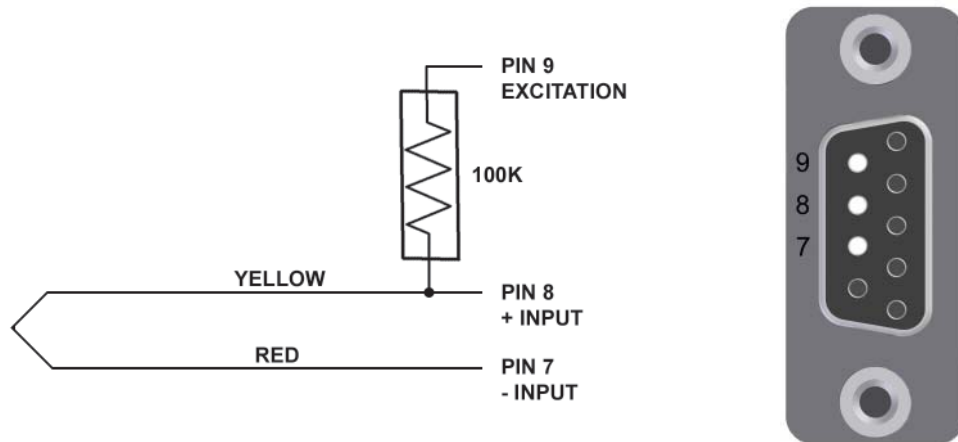 PIN 9
EXCITATION
100K
YELLOW
PIN 8
+ INPUT
RED
PIN 7
- INPUT
9
8
7